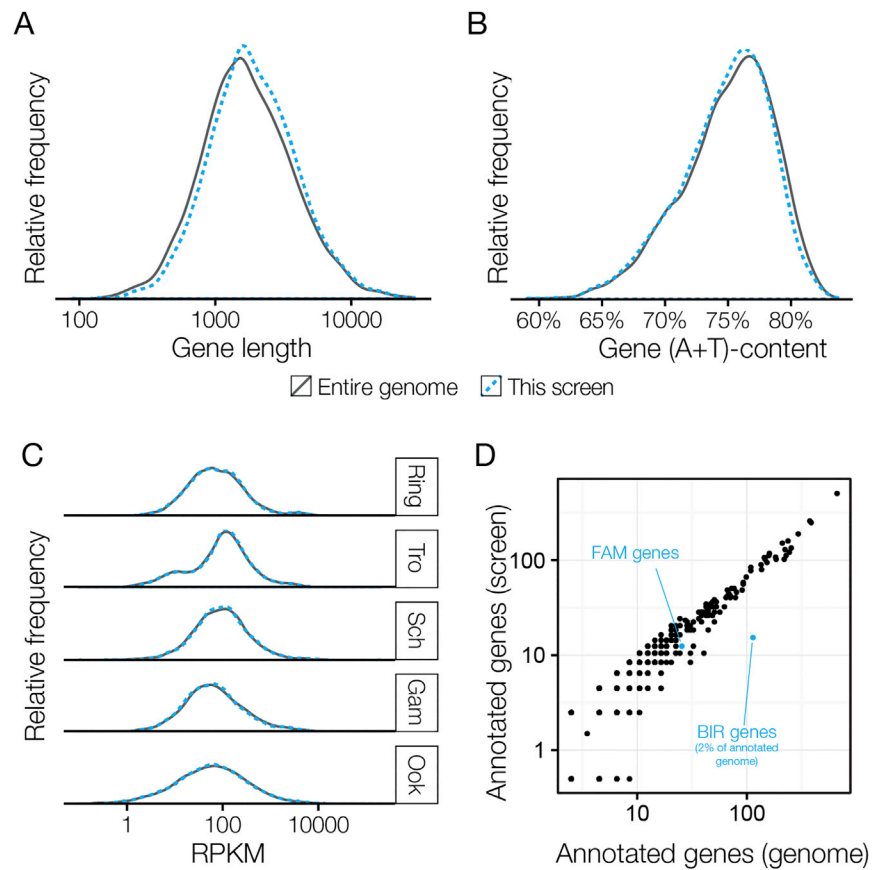 A
B
Relative frequency
Relative frequency
100
1000
10000
Gene length
60%
65%
70%
75%
80%
Gene (A+T)-content
Entire genome
This screen
C
D
Relative frequency
Ring
Tro
Sch
Gam
Ook
1
100
10000
RPKM
Annotated genes (screen)
100
10
1
FAM genes
BIR genes
(2% of annotated
genome)
10
100
Annotated genes (genome)